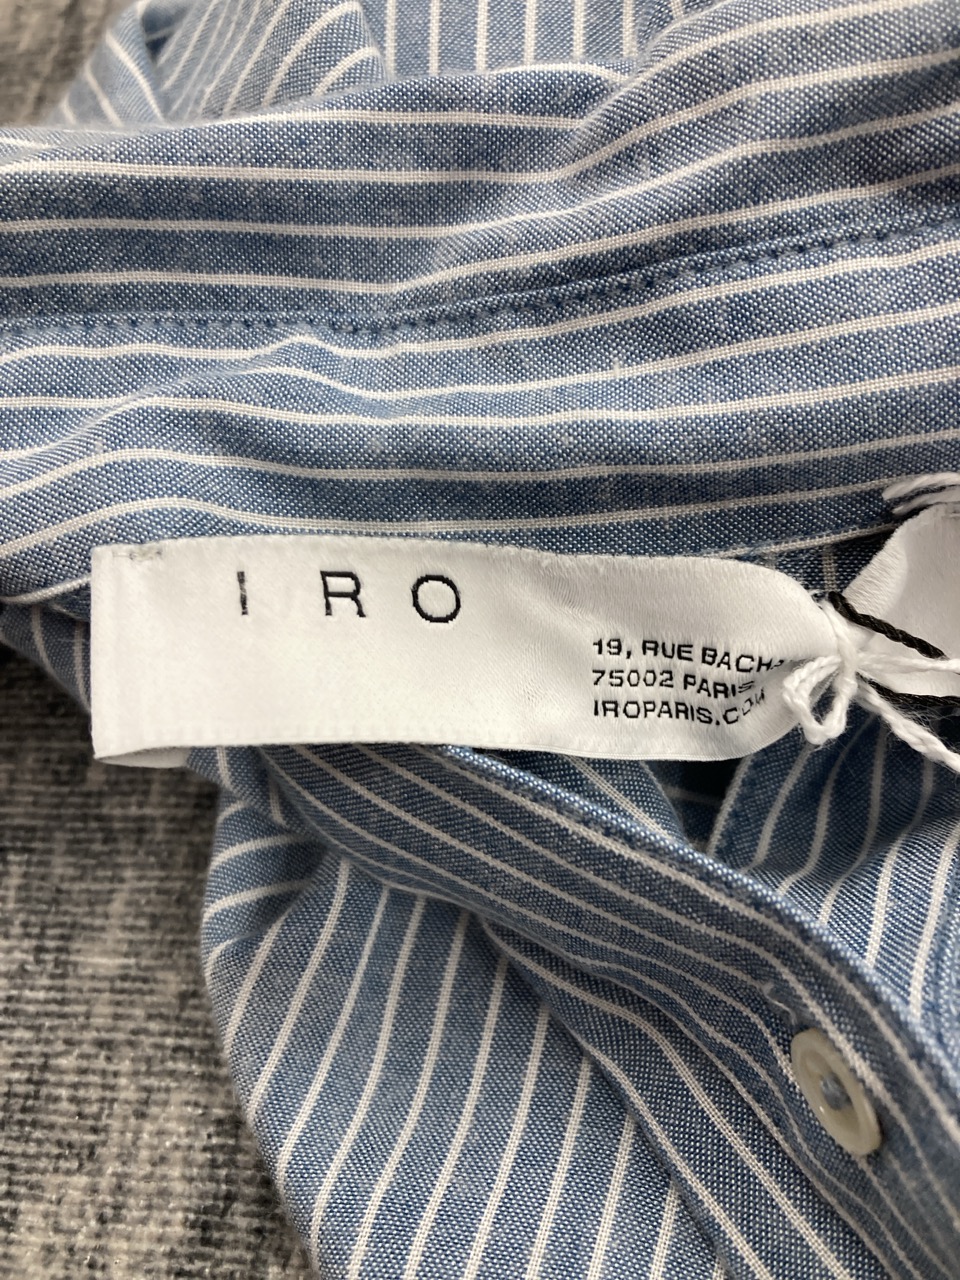 IRO
19, RUE
75002 PARIS
IROPARIS.COM